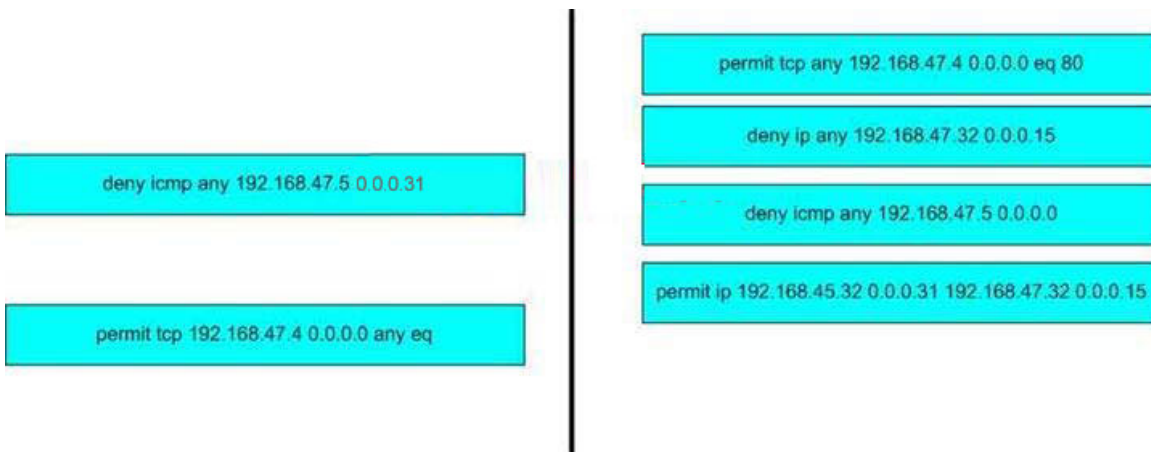 deny icmp any 192.168.47.5 0.0.0.31
permit tcp 192.168.47.4 0.0.0.0 any eq
permit tcp any 192.168.47.4 0.0.0.0 eq 80
deny ip any 192.168.47.32 0.0.0.15
deny icmp any 192.168.47.5 0.0.0.0
permit ip 192.168.45.32 0.0.0.31 192.168.47.32 0.0.0.15